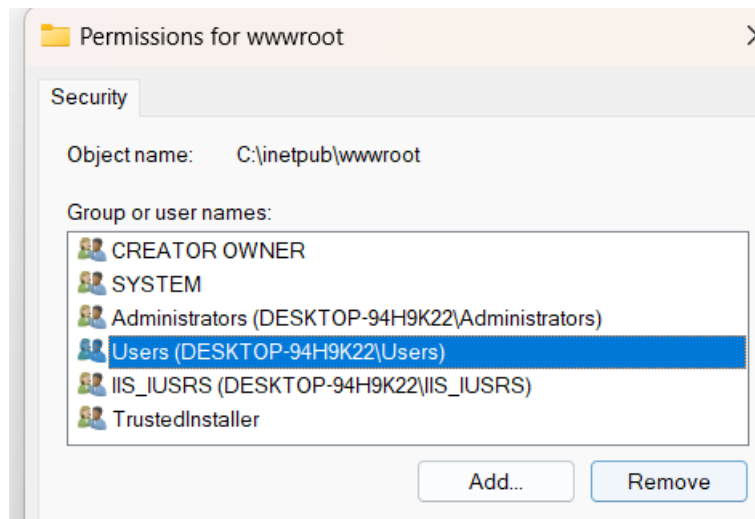 Permissions for wwwroot
Security
Object name: C:\inetpub\wwwroot
Group or user names:
CREATOR OWNER
SYSTEM
Administrators (DESKTOP-94H9K22\Administrators)
Users (DESKTOP-94H9K22\Users)
IIS_IUSRS (DESKTOP-94H9K22\IIS_IUSRS)
TrustedInstaller
Add... Remove